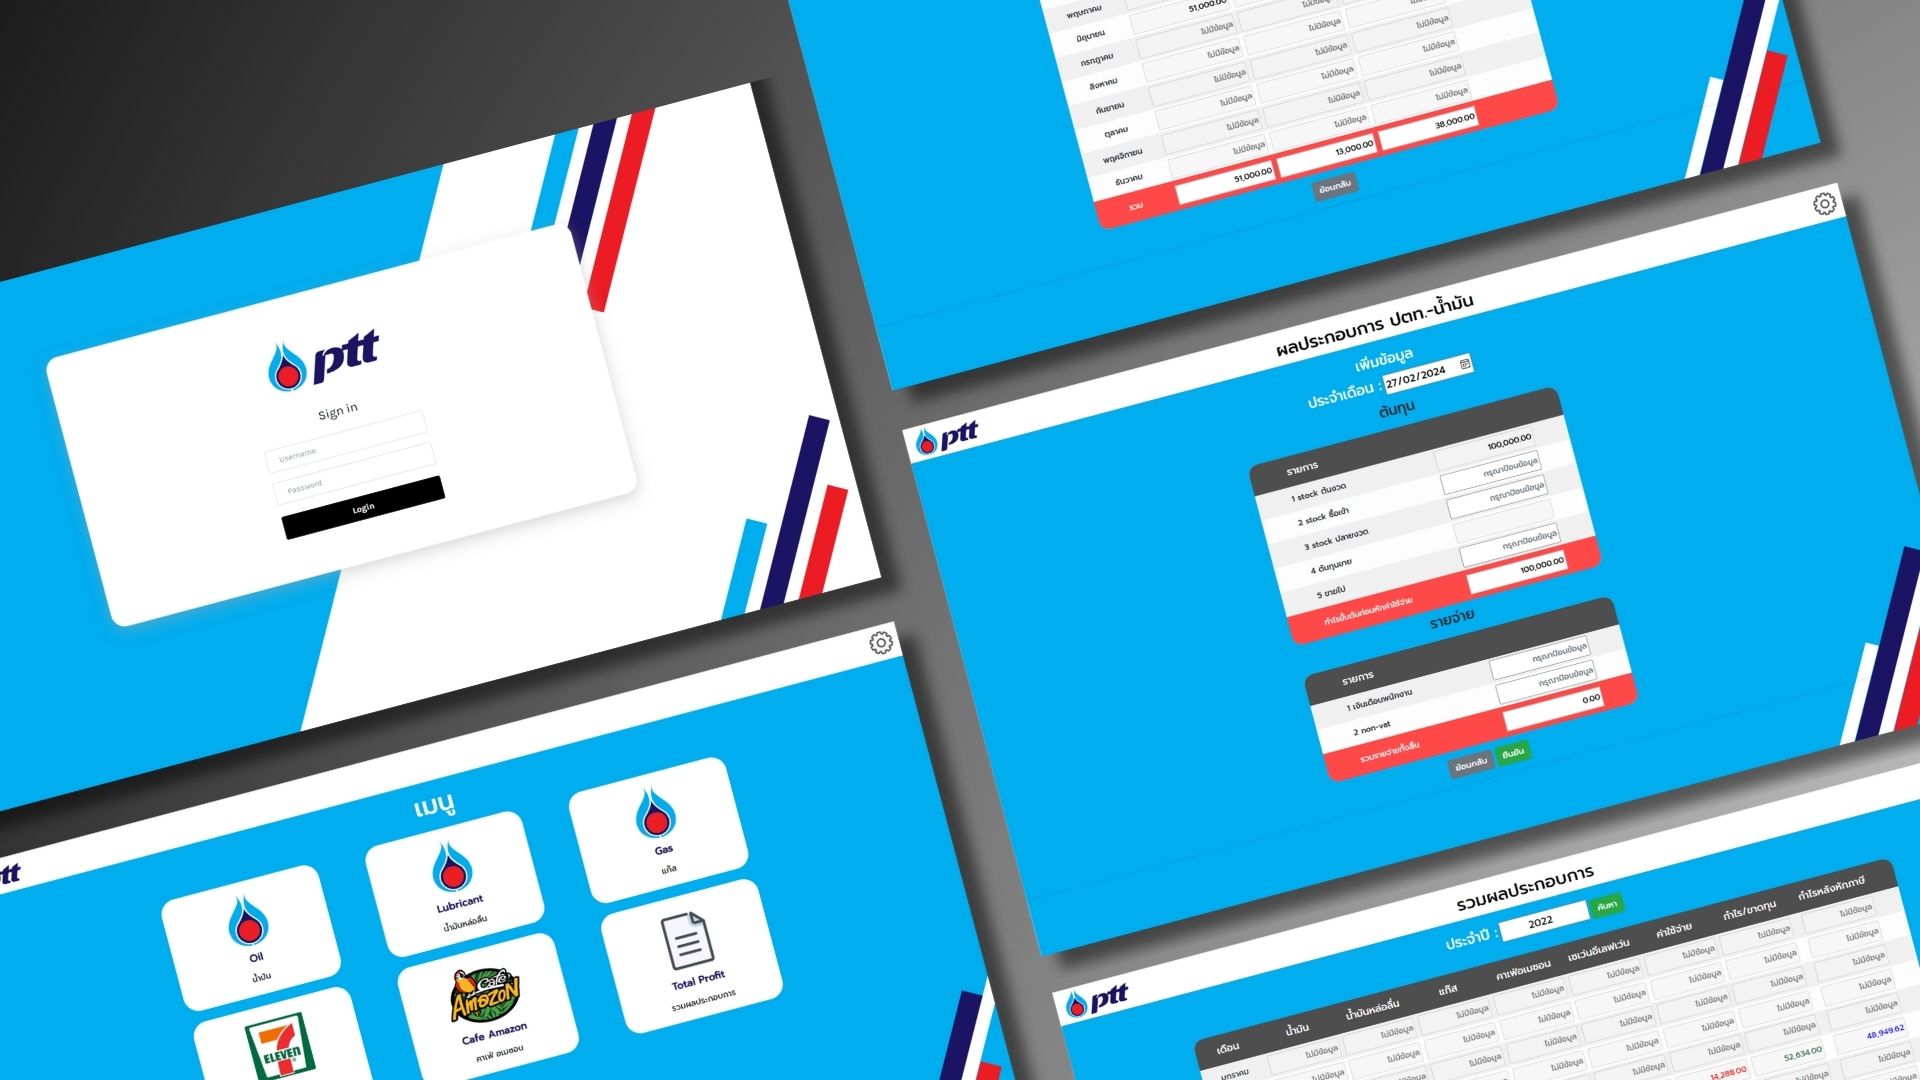 ptt
Sign in
Username
Password
Login
ptt
เมนู
Oil
น้ำมัน
Lubricant
น้ำมันหล่อลื่น
Gas
แก๊ส
7
ELEVEN
Cafe
Amazon
Cafe Amazon
คาเฟ่ อเมซอน
Total Profit
รวมผลประกอบการ
พฤษภาคม 51,000.00 ไม่มีข้อมูล
มิถุนายน ไม่มีข้อมูล ไม่มีข้อมูล ไม่มีข้อมูล
กรกฎาคม ไม่มีข้อมูล ไม่มีข้อมูล ไม่มีข้อมูล
สิงหาคม ไม่มีข้อมูล ไม่มีข้อมูล ไม่มีข้อมูล
กันยายน ไม่มีข้อมูล ไม่มีข้อมูล ไม่มีข้อมูล
ตุลาคม ไม่มีข้อมูล ไม่มีข้อมูล ไม่มีข้อมูล
พฤศจิกายน
ธันวาคม
รวม 51,000.00 13,000.00 38,000.00
ย้อนกลับ
ptt
ผลประกอบการ ปตท.-น้ำมัน
เพิ่มข้อมูล
ประจำเดือน : 27/02/2024
ต้นทุน
รายการ
1 stock ต้นงวด 100,000.00
2 stock ซื้อเข้า กรุณาป้อนข้อมูล
3 stock ปลายงวด กรุณาป้อนข้อมูล
4 ต้นทุนขาย
5 ขายไป กรุณาป้อนข้อมูล
กำไรขั้นต้นก่อนหักค่าใช้จ่าย 100,000.00
รายจ่าย
รายการ
1 เงินเดือนพนักงาน กรุณาป้อนข้อมูล
2 non-vat กรุณาป้อนข้อมูล
รวมรายจ่ายทั้งสิ้น 0.00
ย้อนกลับ ยืนยัน
ptt
รวมผลประกอบการ
ประจำปี : 2022 ค้นหา
เดือน น้ำมัน น้ำมันหล่อลื่น แก๊ส คาเฟ่อเมซอน เซเว่นอีเลฟเว่น ค่าใช้จ่าย กำไร/ขาดทุน กำไรหลังหักภาษี
มกราคม ไม่มีข้อมูล ไม่มีข้อมูล ไม่มีข้อมูล ไม่มีข้อมูล ไม่มีข้อมูล ไม่มีข้อมูล ไม่มีข้อมูล ไม่มีข้อมูล
14,288.00 52,634.00 48,949.62